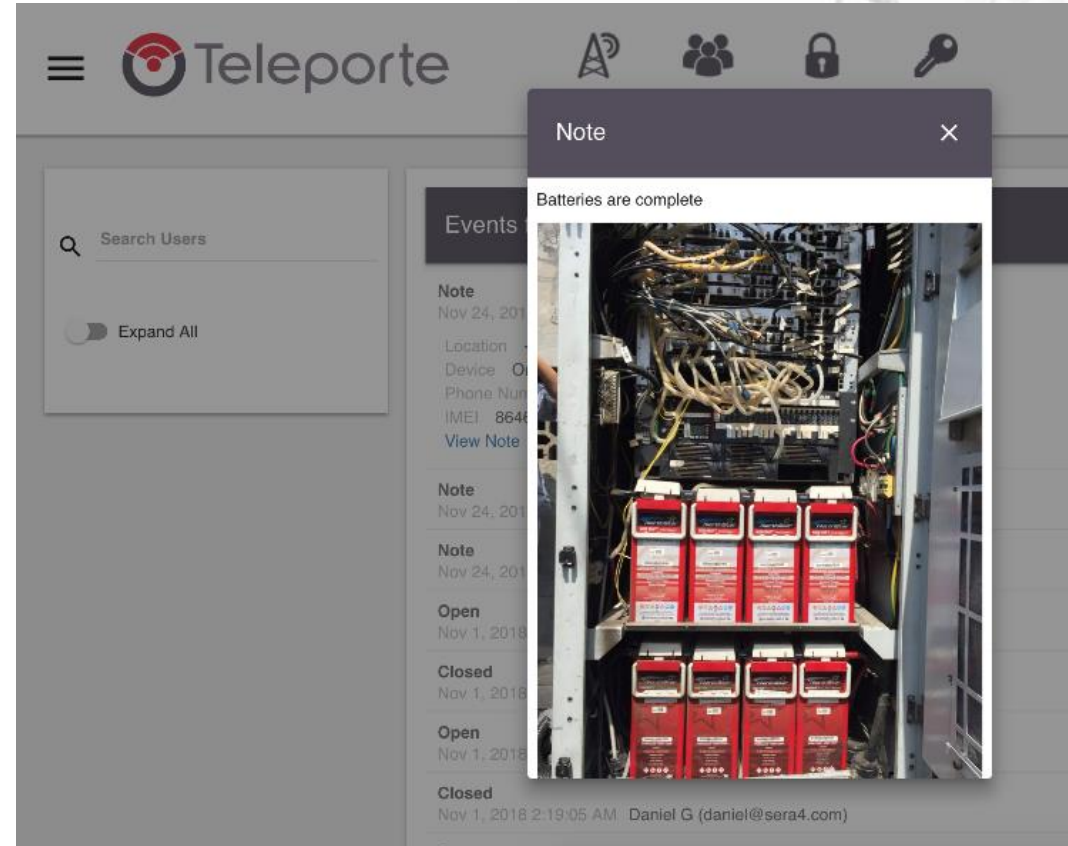 Teleporte
Note
Batteries are complete
Search Users
Expand All
Events
Note
Nov 24, 201
Location
Device
Phone Num
IMEI 8646
View Note
Note
Nov 24, 201
Note
Nov 24, 201
Open
Nov 1, 2018
Closed
Nov 1, 2018
Open
Nov 1, 2018
Closed
Nov 1, 2018 2:19:05 AM Daniel G (daniel@sera4.com)